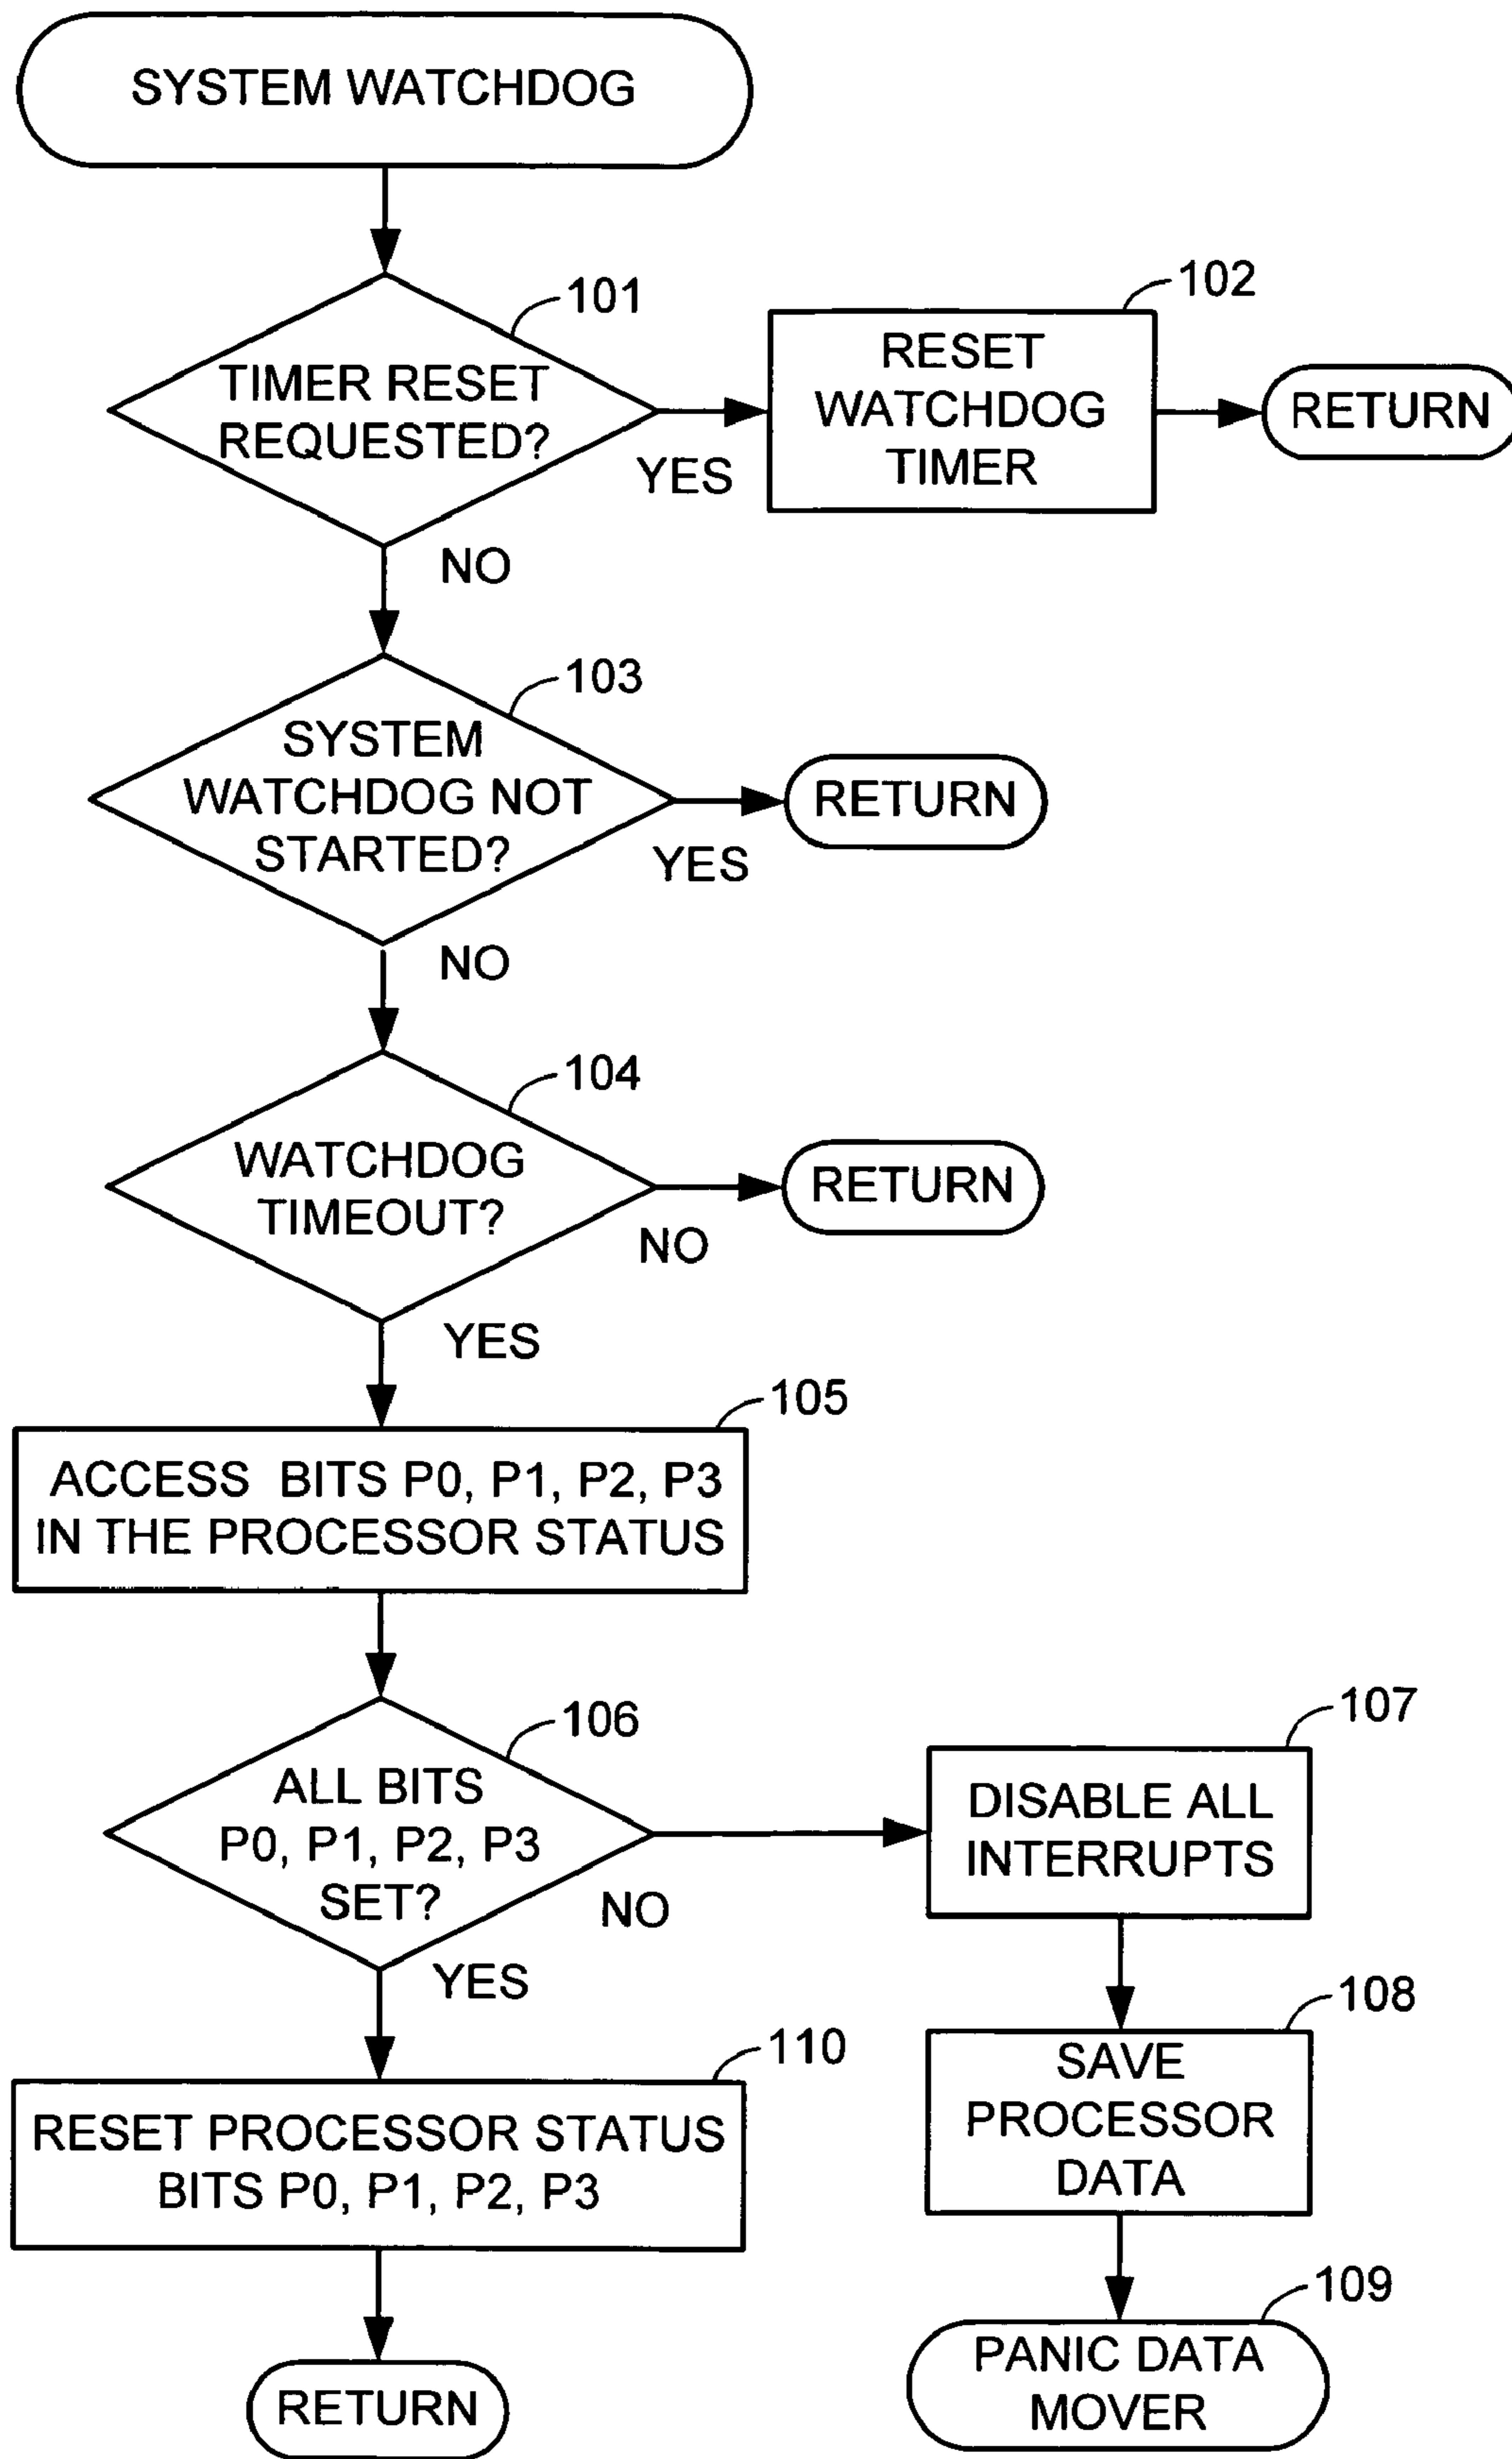 SYSTEM WATCHDOG
101
TIMER RESET
REQUESTED?
YES
NO
102
RESET
WATCHDOG
TIMER
RETURN
103
SYSTEM
WATCHDOG NOT
STARTED?
YES
NO
RETURN
104
WATCHDOG
TIMEOUT?
NO
YES
RETURN
105
ACCESS BITS P0, P1, P2, P3
IN THE PROCESSOR STATUS
106
ALL BITS
P0, P1, P2, P3
SET?
NO
YES
107
DISABLE ALL
INTERRUPTS
108
SAVE
PROCESSOR
DATA
109
PANIC DATA
MOVER
110
RESET PROCESSOR STATUS
BITS P0, P1, P2, P3
RETURN